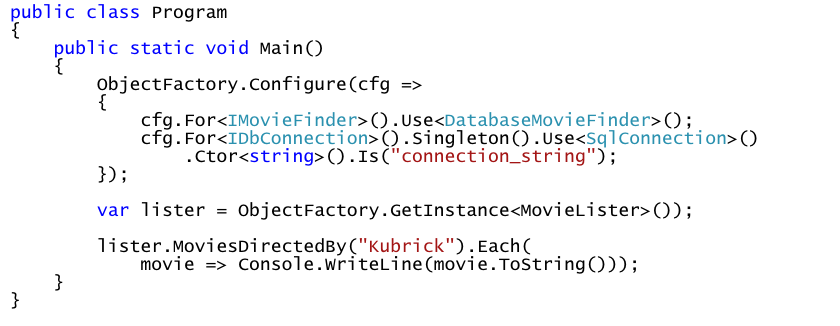 public class Program
{
    public static void Main()
    {
        ObjectFactory.Configure(cfg =>
        {
            cfg.For<IMovieFinder>().Use<DatabaseMovieFinder>();
            cfg.For<IDbConnection>().Singleton().Use<SqlConnection>()
                .Ctor<string>().Is("connection_string");
        });

        var lister = ObjectFactory.GetInstance<MovieLister>());

        lister.MoviesDirectedBy("Kubrick").Each(
            movie => Console.WriteLine(movie.ToString()));
    }
}